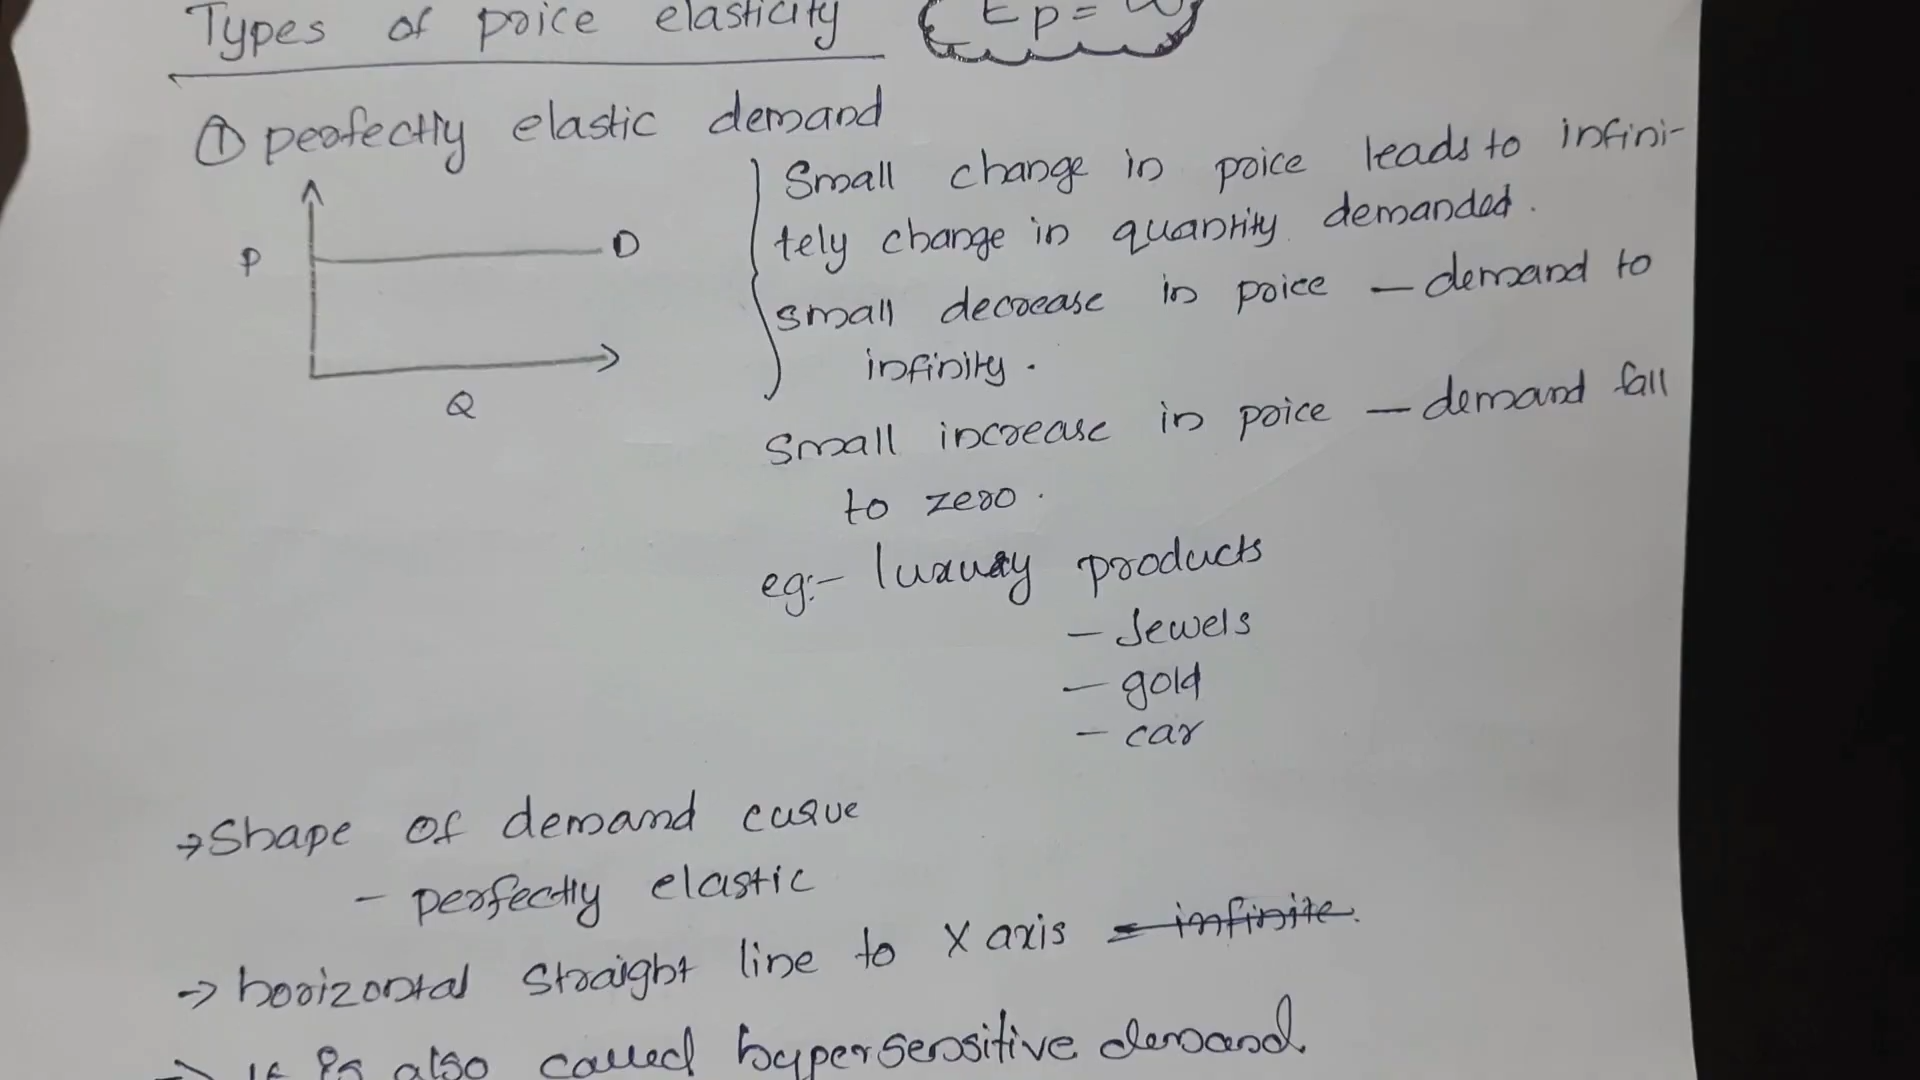 Types of price elasticity
Ep = ∞
① perfectly elastic demand
P
D
Q
Small change in price leads to infini-
tely change in quantity demanded.
small decrease in price - demand to
infinity.
Small increase in price - demand fall
to zero.
eg:- luxury products
- Jewels
- gold
- car
→ Shape of demand curve
- perfectly elastic
→ horizontal straight line to X axis = infinite.
→ It is also called hypersensitive demand